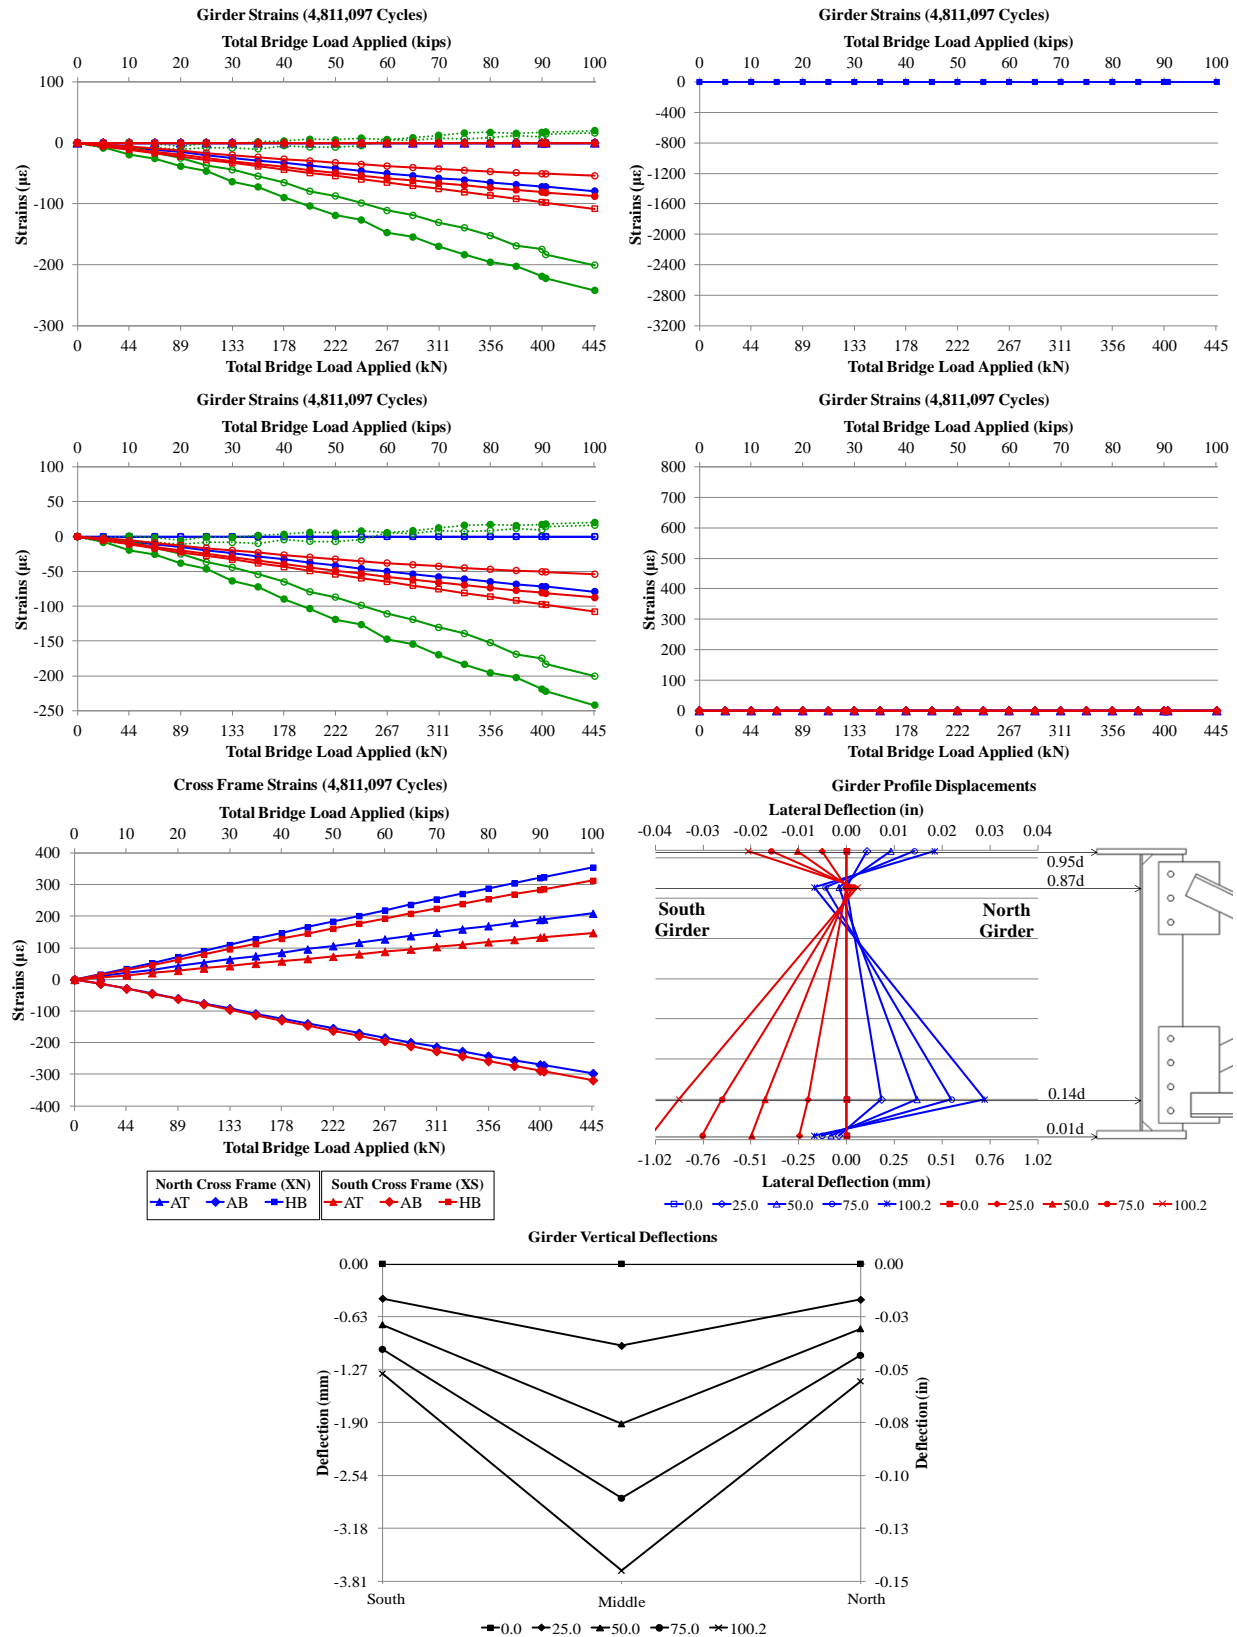 Girder Strains (4,811,097 Cycles)
Total Bridge Load Applied (kips)
0 10 20 30 40 50 60 70 80 90 100
100
0
-100
-200
-300
Strains (µε)
0 44 89 133 178 222 267 311 356 400 445
Total Bridge Load Applied (kN)
Girder Strains (4,811,097 Cycles)
Total Bridge Load Applied (kips)
0 10 20 30 40 50 60 70 80 90 100
0
-400
-800
-1200
-1600
-2000
-2400
-2800
-3200
Strains (µε)
0 44 89 133 178 222 267 311 356 400 445
Total Bridge Load Applied (kN)
Girder Strains (4,811,097 Cycles)
Total Bridge Load Applied (kips)
0 10 20 30 40 50 60 70 80 90 100
100
50
0
-50
-100
-150
-200
-250
Strains (µε)
0 44 89 133 178 222 267 311 356 400 445
Total Bridge Load Applied (kN)
Girder Strains (4,811,097 Cycles)
Total Bridge Load Applied (kips)
0 10 20 30 40 50 60 70 80 90 100
800
700
600
500
400
300
200
100
0
Strains (µε)
0 44 89 133 178 222 267 311 356 400 445
Total Bridge Load Applied (kN)
Cross Frame Strains (4,811,097 Cycles)
Total Bridge Load Applied (kips)
0 10 20 30 40 50 60 70 80 90 100
400
300
200
100
0
-100
-200
-300
-400
Strains (µε)
0 44 89 133 178 222 267 311 356 400 445
Total Bridge Load Applied (kN)
North Cross Frame (XN)
AT AB HB
South Cross Frame (XS)
AT AB HB
Girder Profile Displacements
Lateral Deflection (in)
-0.04 -0.03 -0.02 -0.01 0.00 0.01 0.02 0.03 0.04
0.95d
0.87d
South
Girder
North
Girder
0.14d
0.01d
-1.02 -0.76 -0.51 -0.25 0.00 0.25 0.51 0.76 1.02
Lateral Deflection (mm)
0.0 25.0 50.0 75.0 100.2 0.0 25.0 50.0 75.0 100.2
Girder Vertical Deflections
0.00
-0.63
-1.27
-1.90
-2.54
-3.18
-3.81
Deflection (mm)
0.00
-0.03
-0.05
-0.08
-0.10
-0.13
-0.15
Deflection (in)
South Middle North
0.0 25.0 50.0 75.0 100.2